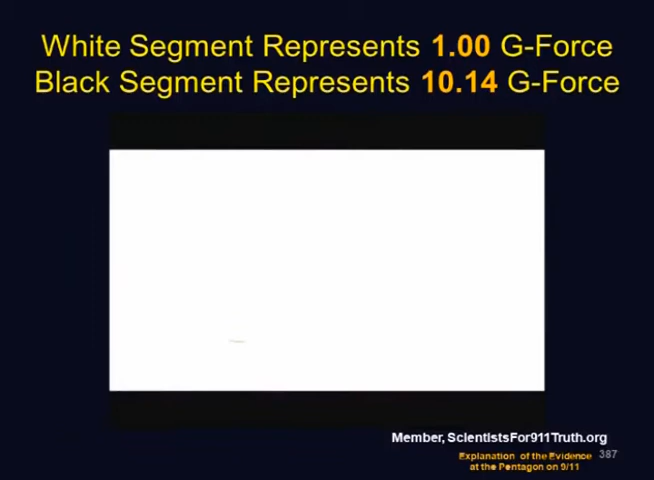 White Segment Represents 1.00 G-Force
Black Segment Represents 10.14 G-Force
Member, ScientistsFor911Truth.org
Explanation of the Evidence 387
at the Pentagon on 9/11